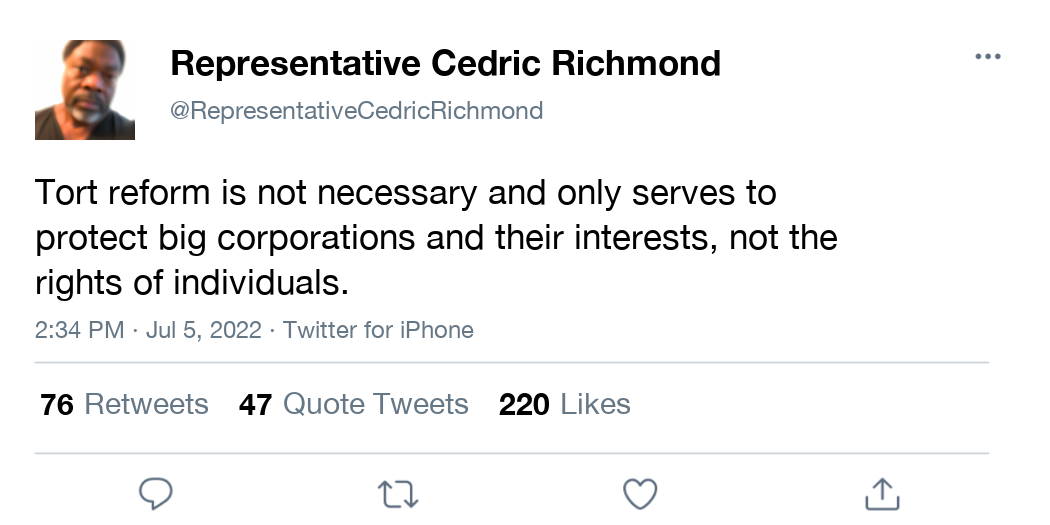 Representative Cedric Richmond
@RepresentativeCedricRichmond
Tort reform is not necessary and only serves to
protect big corporations and their interests, not the
rights of individuals.
2:34 PM · Jul 5, 2022 · Twitter for iPhone
76 Retweets 47 Quote Tweets 220 Likes